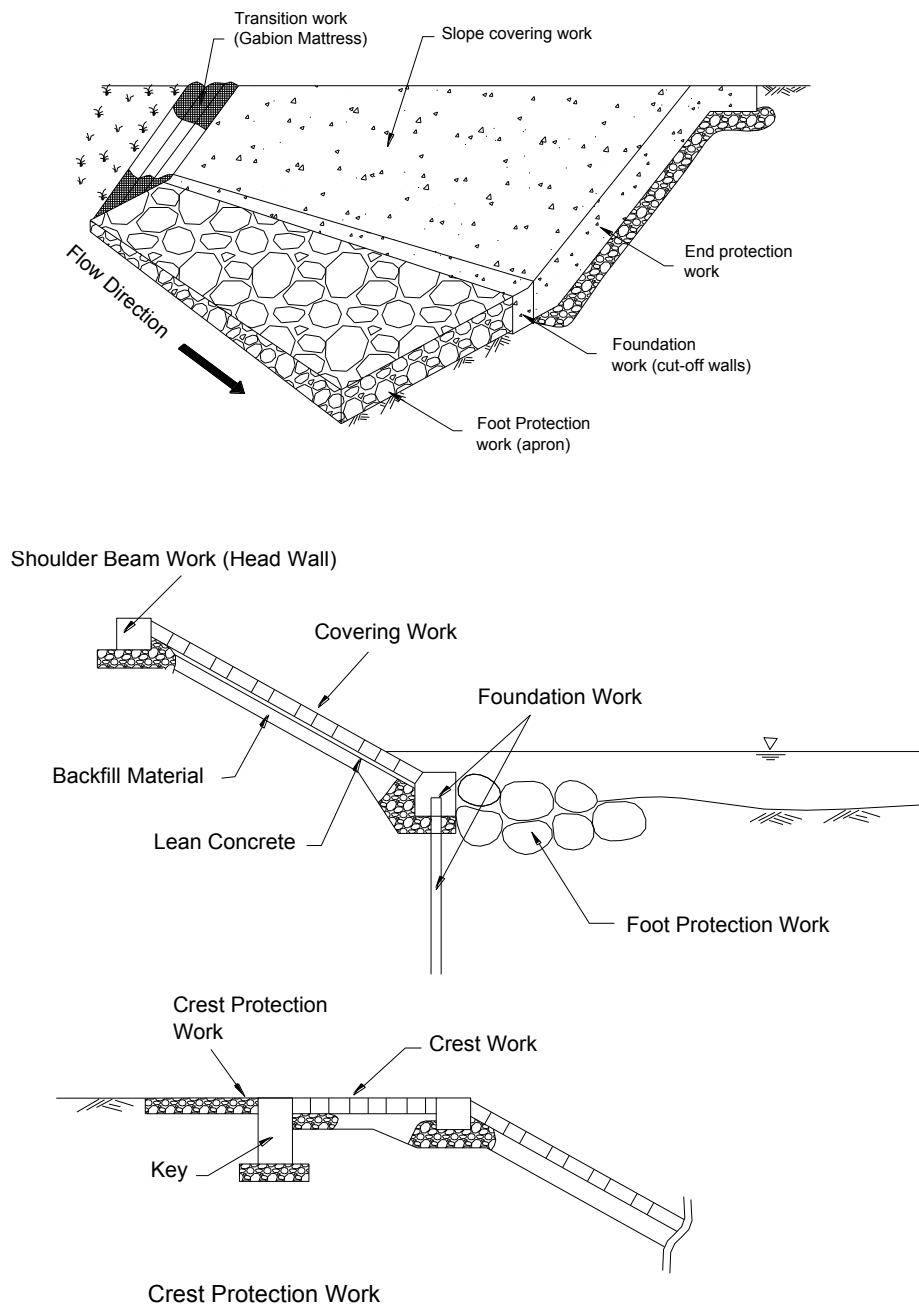 Transition work
(Gabion Mattress)
Slope covering work
End protection
work
Flow Direction
Foundation
work (cut-off walls)
Foot Protection
work (apron)
Shoulder Beam Work (Head Wall)
Covering Work
Foundation Work
Backfill Material
Lean Concrete
Foot Protection Work
Crest Protection
Work
Crest Work
Key
Crest Protection Work